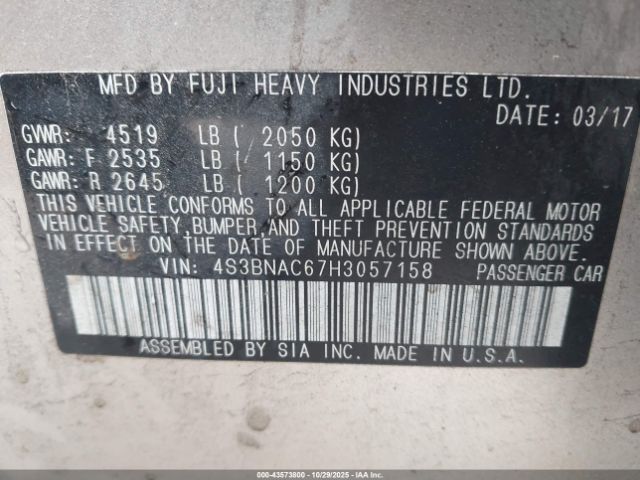 MFD BY FUJI HEAVY INDUSTRIES LTD.
DATE: 03/17
GVWR: 4519 LB ( 2050 KG)
GAWR: F 2535 LB ( 1150 KG)
GAWR: R 2645 LB ( 1200 KG)
THIS VEHICLE CONFORMS TO ALL APPLICABLE FEDERAL MOTOR
VEHICLE SAFETY,BUMPER,AND THEFT PREVENTION STANDARDS
IN EFFECT ON THE DATE OF MANUFACTURE SHOWN ABOVE.
VIN: 4S3BNAC67H3057158 PASSENGER CAR
ASSEMBLED BY SIA INC. MADE IN U.S.A.
000-43573800 - 10/29/2025 - IAAI.COM